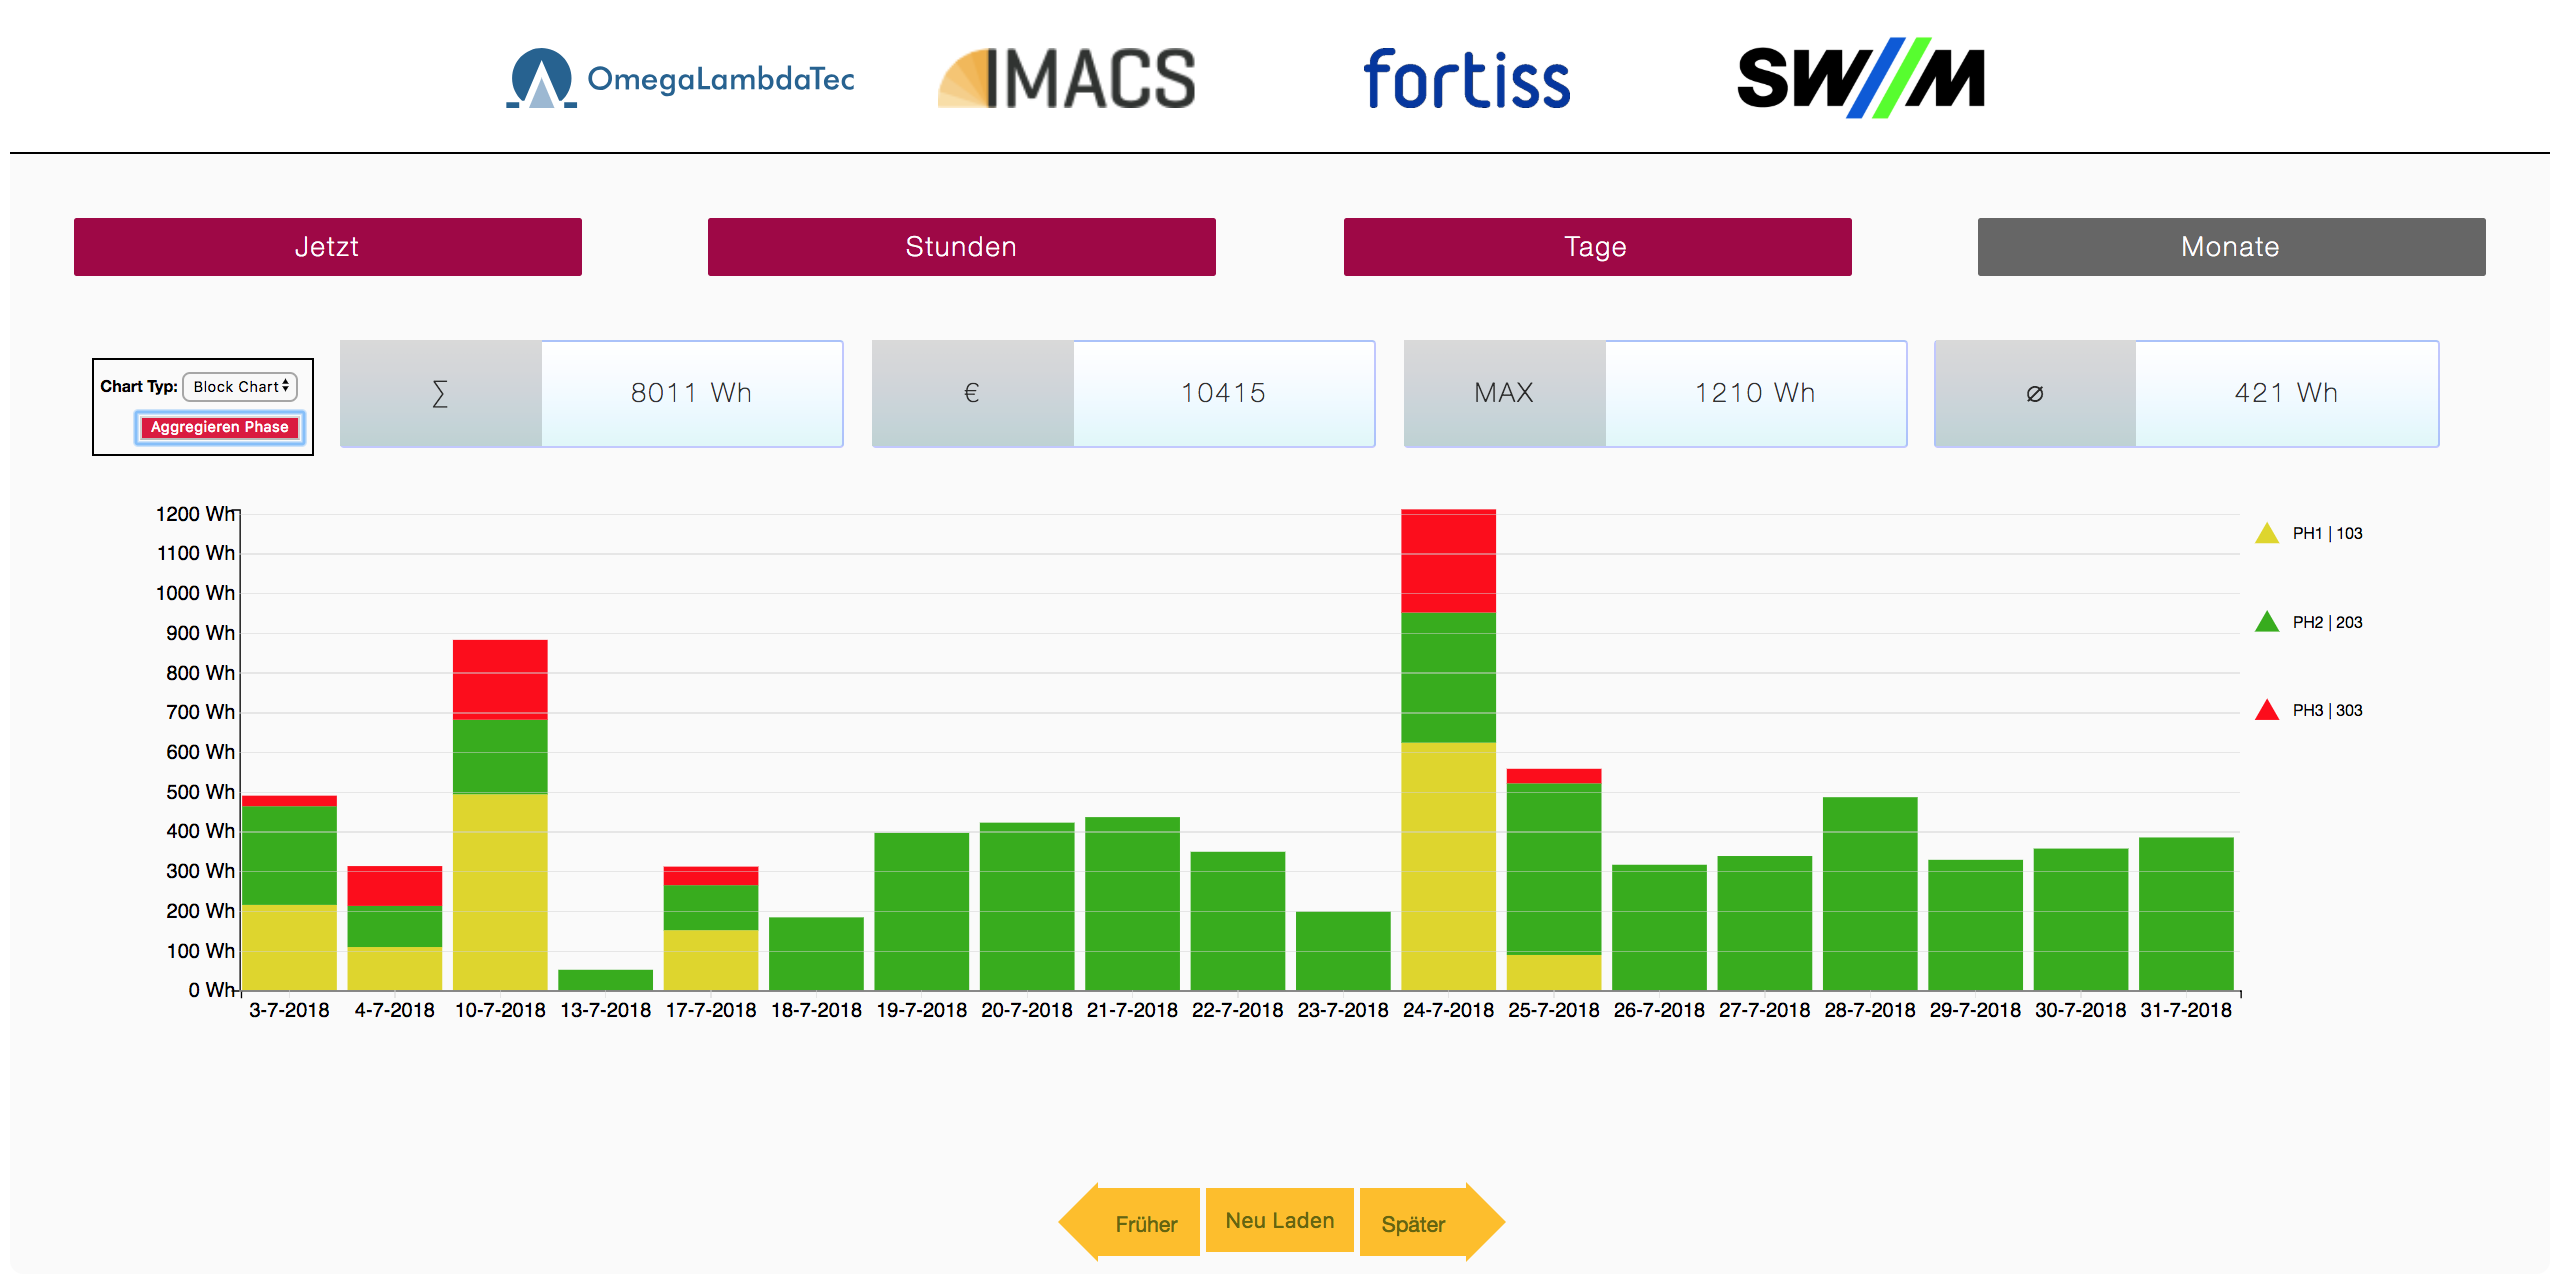 OmegaLambdaTec IMACS fortiss SWM
Jetzt Stunden Tage Monate
Chart Typ: Block Chart
Aggregieren Phase
∑ 8011 Wh € 10415 MAX 1210 Wh ⌀ 421 Wh
1200 Wh
1100 Wh
1000 Wh
900 Wh
800 Wh
700 Wh
600 Wh
500 Wh
400 Wh
300 Wh
200 Wh
100 Wh
0 Wh
3-7-2018 4-7-2018 10-7-2018 13-7-2018 17-7-2018 18-7-2018 19-7-2018 20-7-2018 21-7-2018 22-7-2018 23-7-2018 24-7-2018 25-7-2018 26-7-2018 27-7-2018 28-7-2018 29-7-2018 30-7-2018 31-7-2018
PH1 | 103
PH2 | 203
PH3 | 303
Früher Neu Laden Später